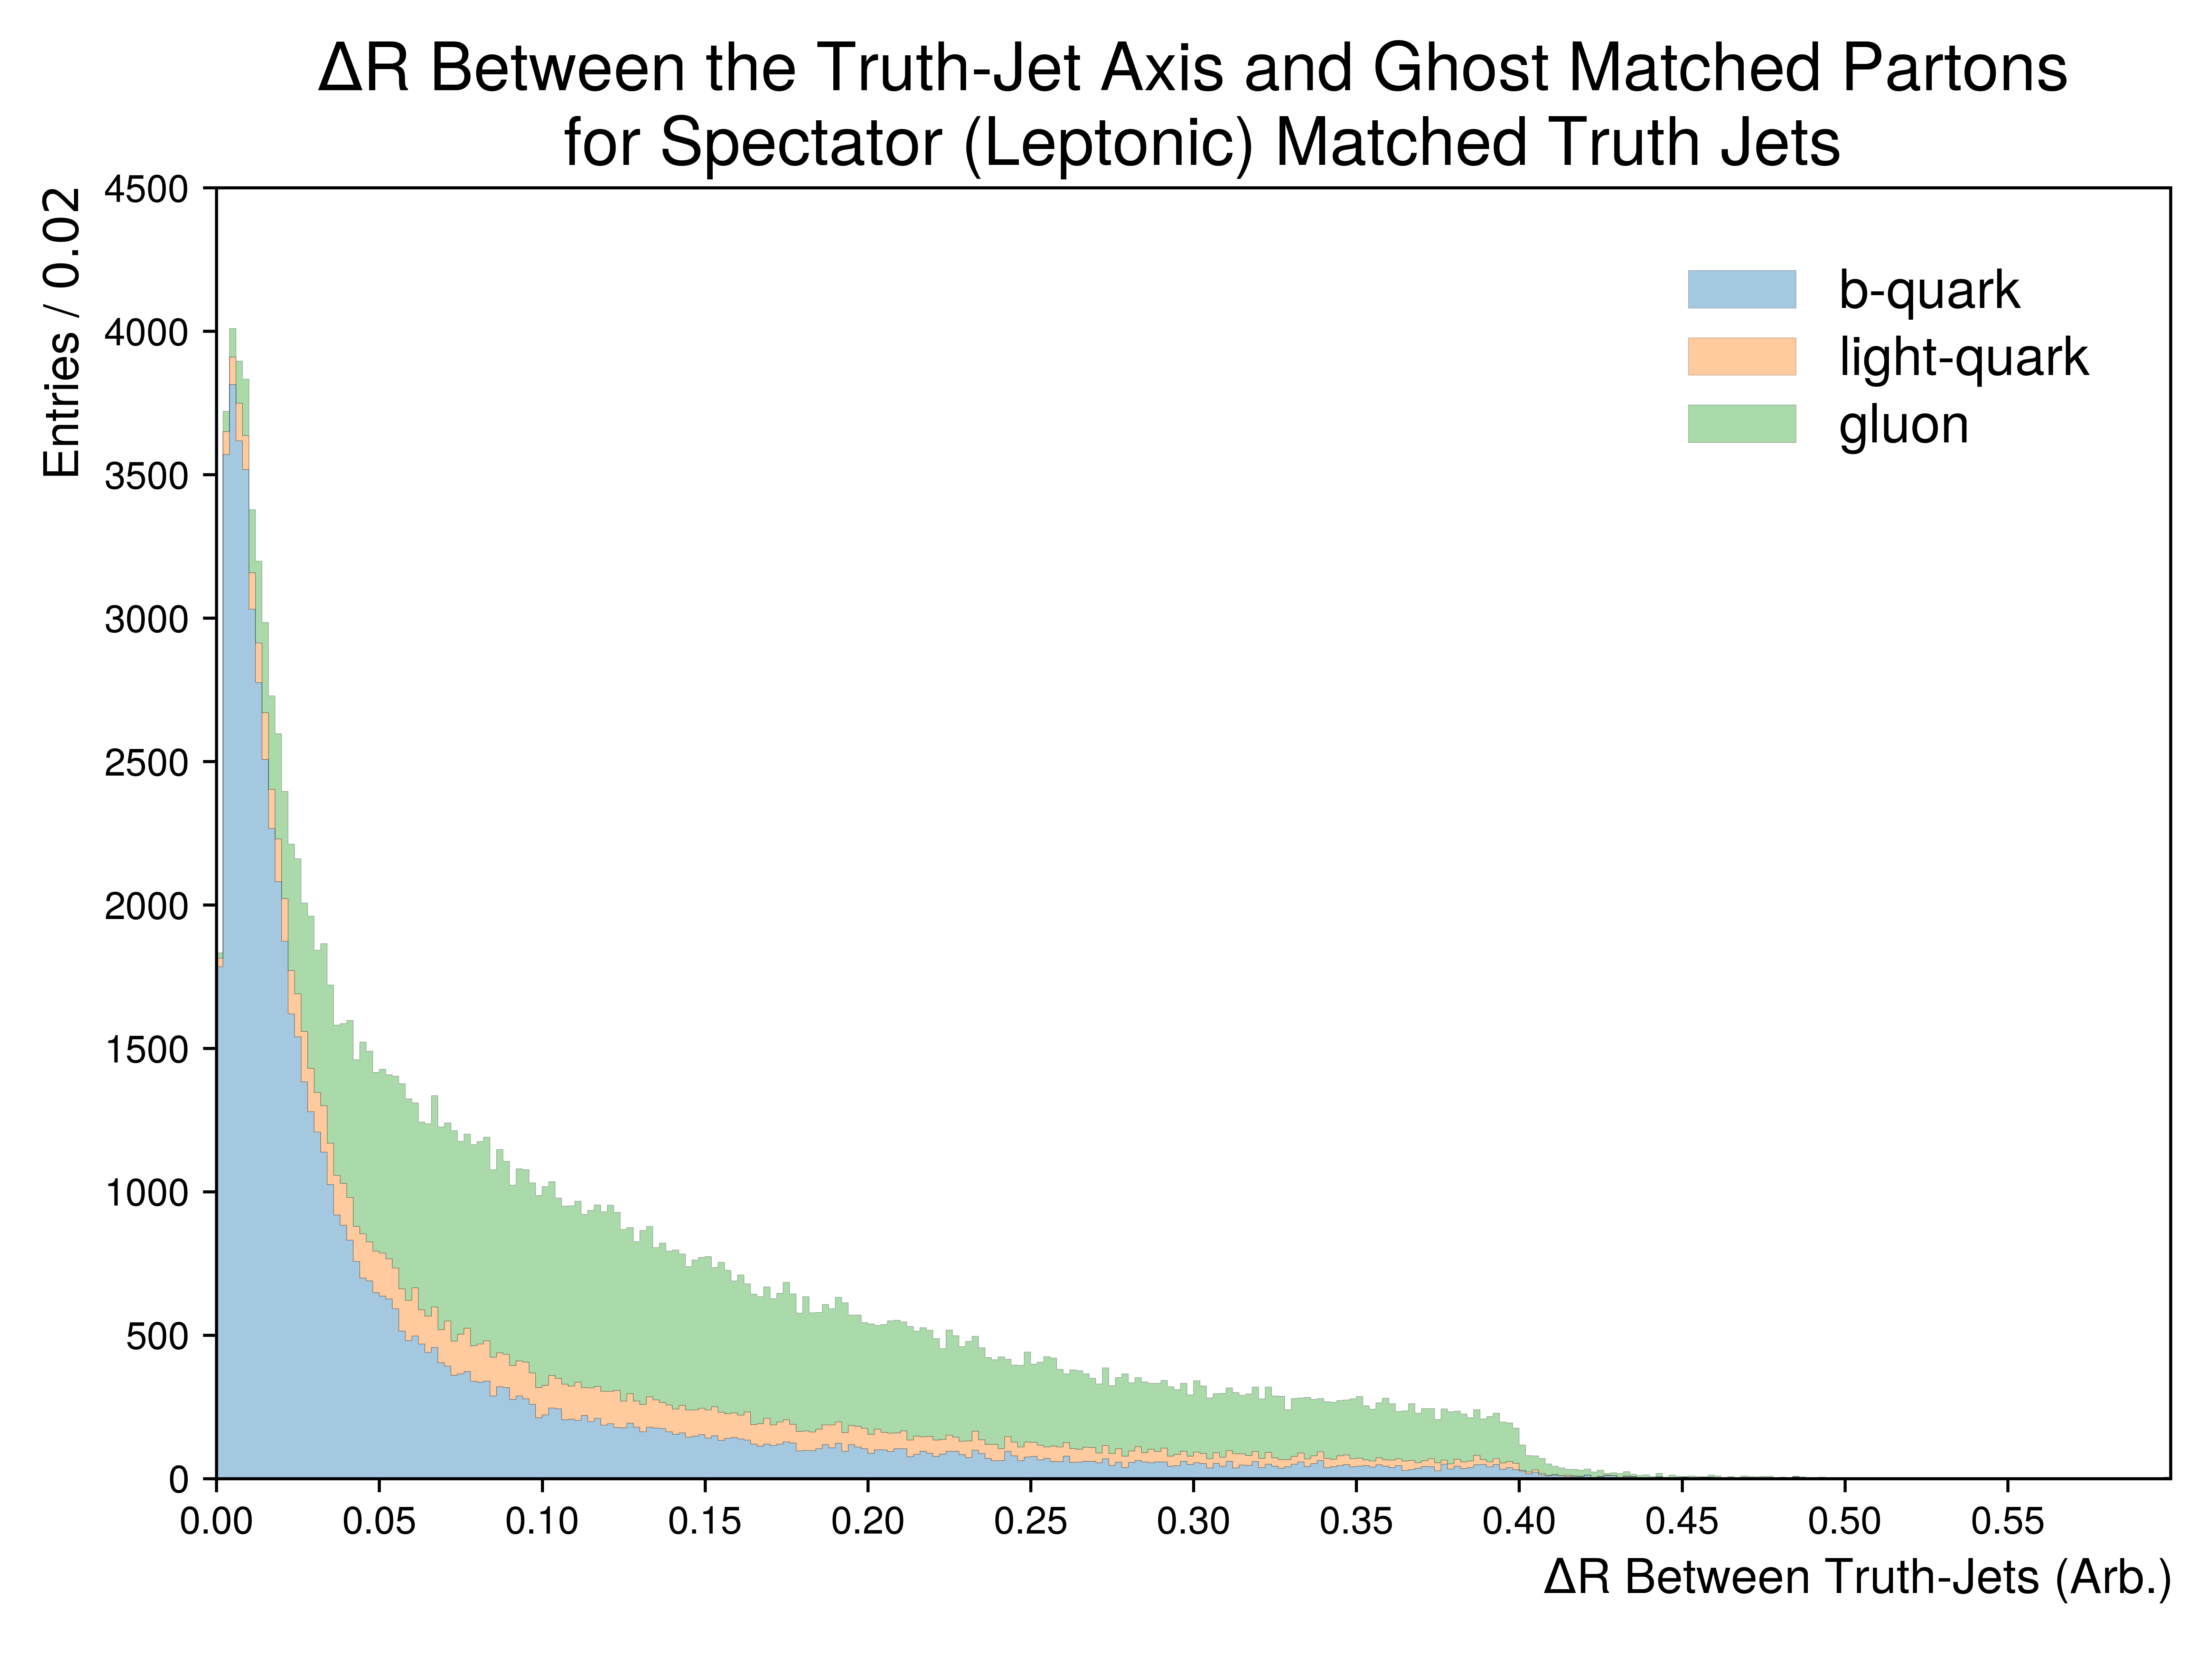 ΔR Between the Truth-Jet Axis and Ghost Matched Partons
for Spectator (Leptonic) Matched Truth Jets
Entries / 0.02
4500
4000
3500
3000
2500
2000
1500
1000
500
0
b-quark
light-quark
gluon
0.00 0.05 0.10 0.15 0.20 0.25 0.30 0.35 0.40 0.45 0.50 0.55
ΔR Between Truth-Jets (Arb.)